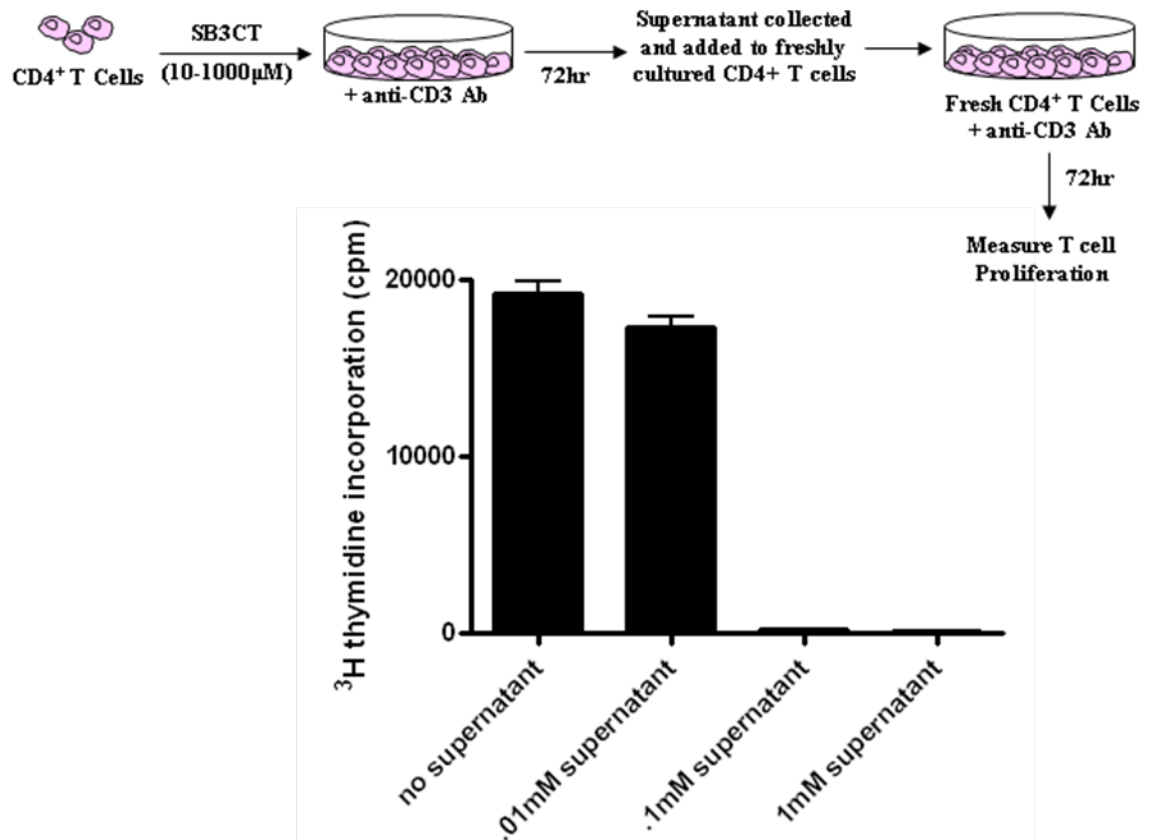 CD4+ T Cells
SB3CT
(10-1000µM)
+ anti-CD3 Ab
72hr
Supernatant collected
and added to freshly
cultured CD4+ T cells
Fresh CD4+ T Cells
+ anti-CD3 Ab
72hr
Measure T cell
Proliferation
3H thymidine incorporation (cpm)
20000
10000
0
no supernatant
.01mM supernatant
.1mM supernatant
1mM supernatant